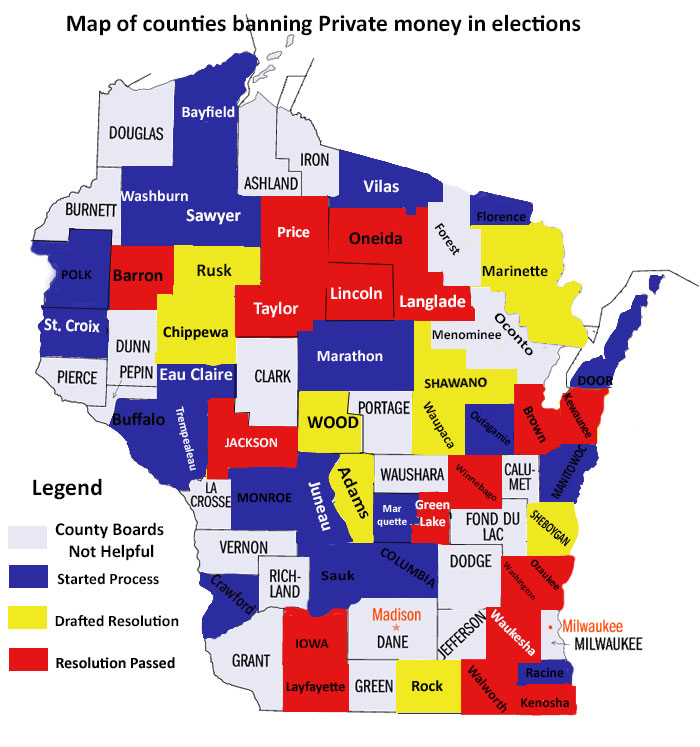 Map of counties banning Private money in elections
Bayfield
DOUGLAS
IRON
ASHLAND
Vilas
Washburn
BURNETT
Sawyer
Florence
Price
Oneida
Forest
POLK
Barron
Rusk
Marinette
Lincoln
Langlade
Taylor
St. Croix
Chippewa
Menominee
Oconto
DUNN
Marathon
PIERCE
PEPIN
Eau Claire
CLARK
SHAWANO
DOOR
Buffalo
Trempealeau
WOOD
PORTAGE
Waupaca
Outagamie
Brown
Kewaunee
JACKSON
WAUSHARA
Winnebago
CALU-
MET
MANITOWOC
Legend
LA
CROSSE
MONROE
Juneau
Adams
Mar
quette
Green
Lake
FOND DU
LAC
SHEBOYGAN
County Boards
Not Helpful
VERNON
Started Process
Crawford
RICH-
LAND
Sauk
COLUMBIA
DODGE
Washington
Ozaukee
Drafted Resolution
Madison
*
DANE
JEFFERSON
Waukesha
Milwaukee
MILWAUKEE
Resolution Passed
IOWA
GRANT
Layfayette
GREEN
Rock
Walworth
Racine
Kenosha